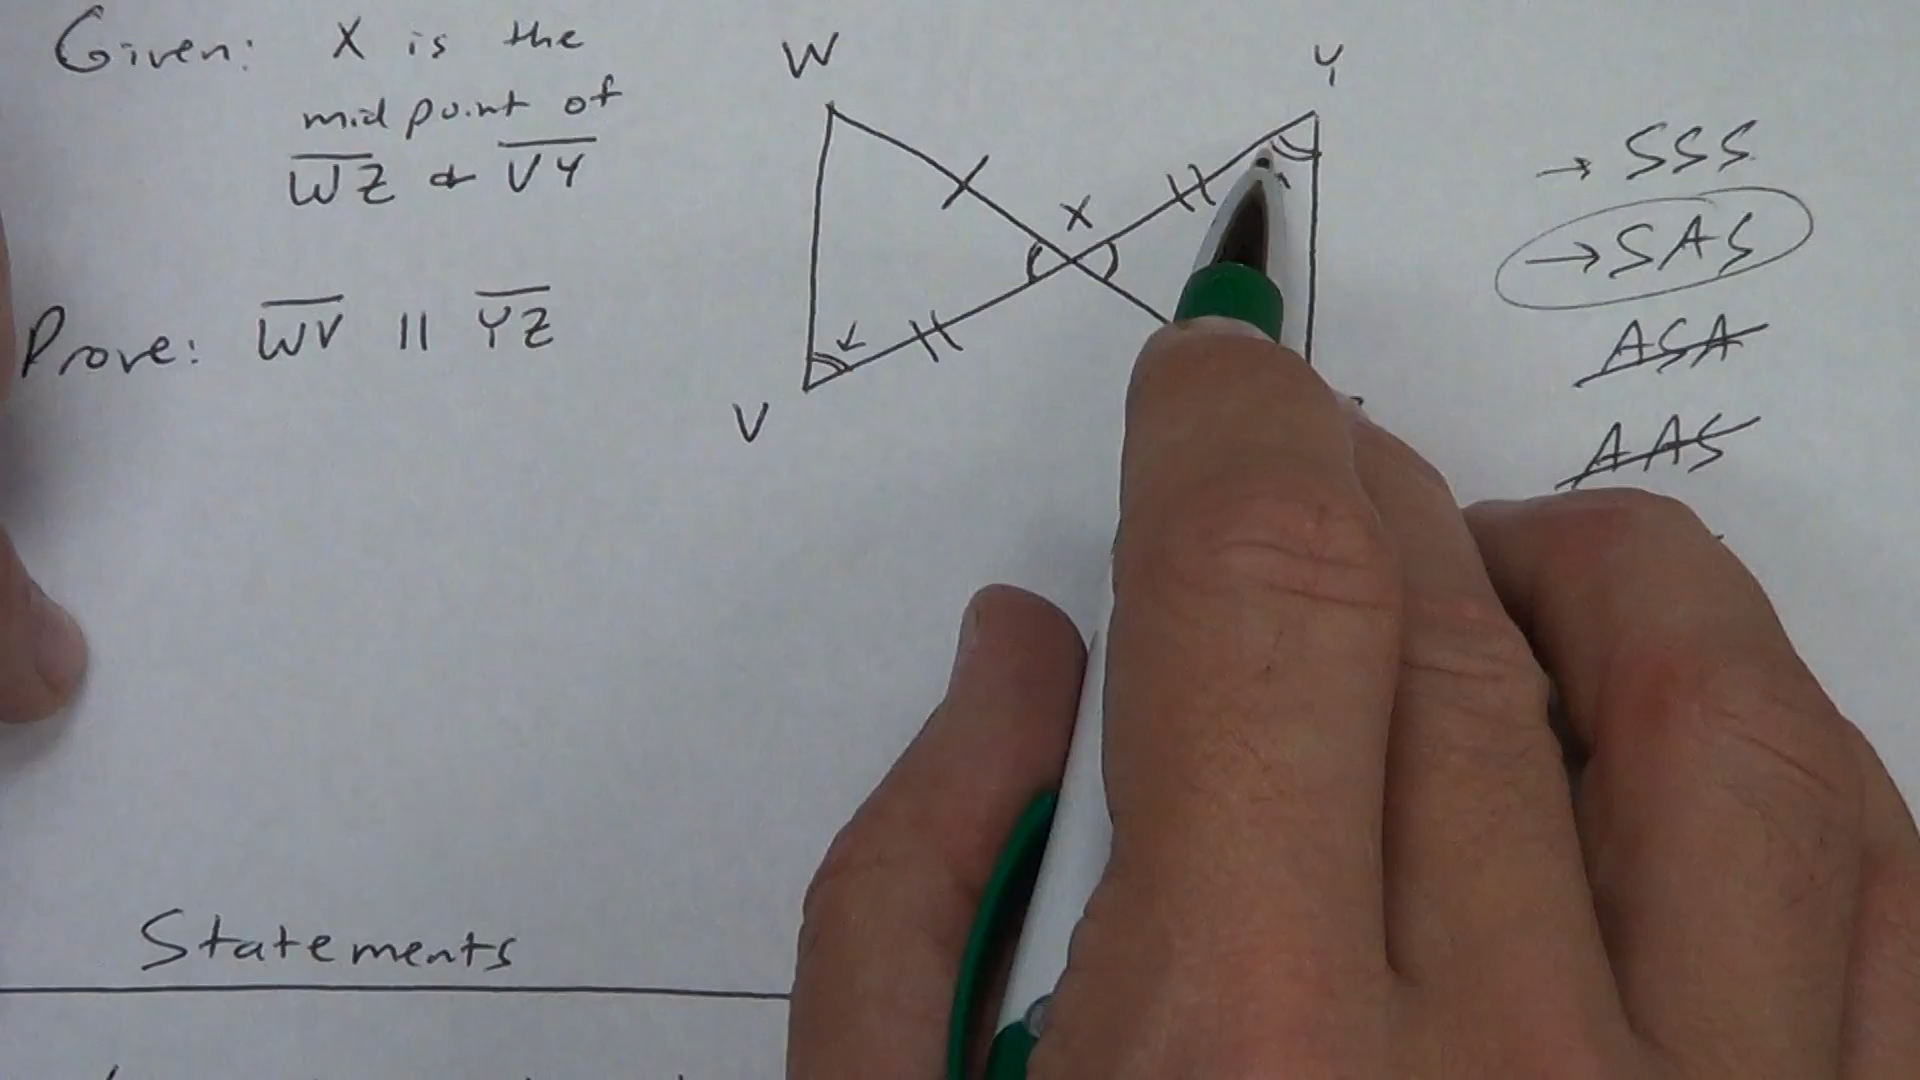 Given: X is the
midpoint of
WZ & VY
Prove: WV || YZ
W
Y
X
V
→ SSS
→ SAS
ASA
AAS
Statements